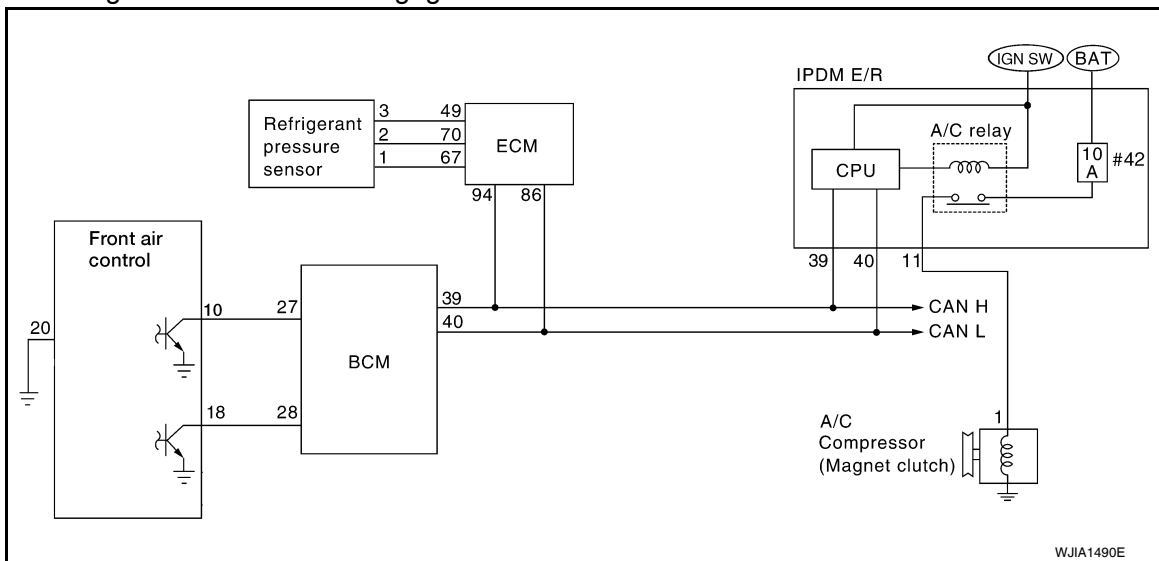 IGN SW
BAT
IPDM E/R
A/C relay
CPU
10
A
#42
39
40
11
Refrigerant
pressure
sensor
3
2
1
49
70
67
ECM
94
86
Front air
control
20
10
18
27
28
BCM
39
40
CAN H
CAN L
A/C
Compressor
(Magnet clutch)
1
WJIA1490E